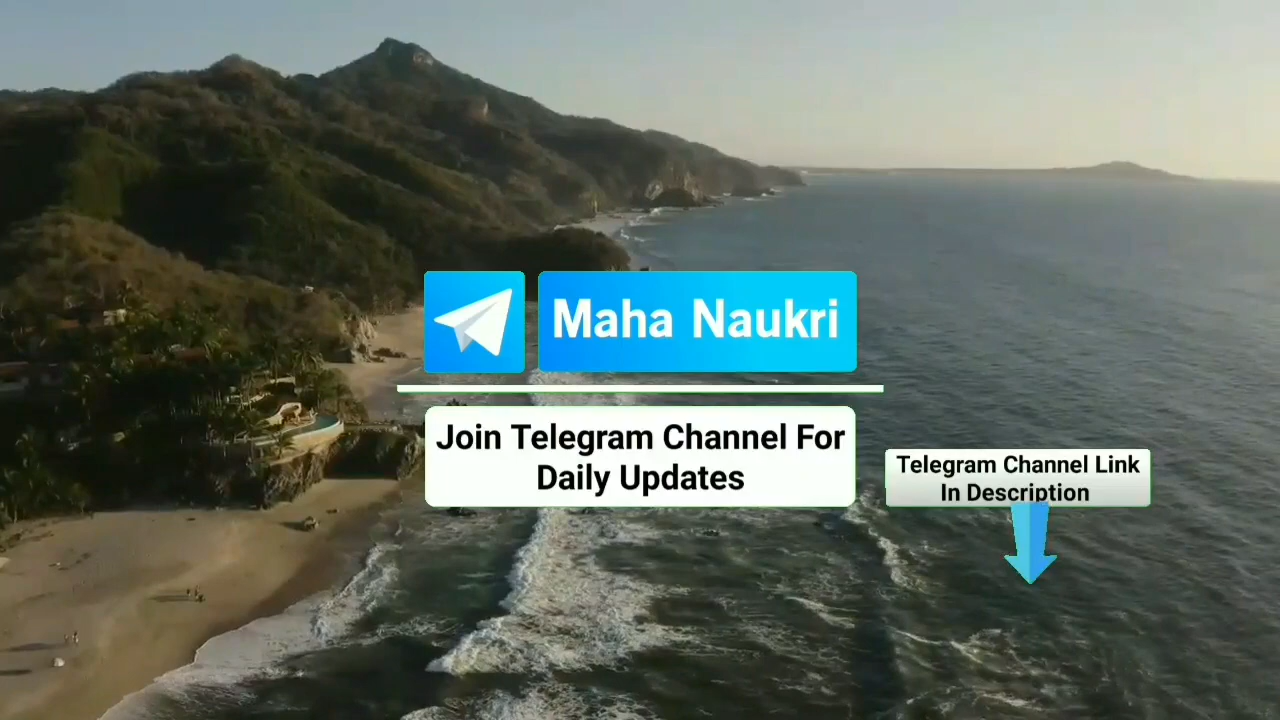 Maha Naukri
Join Telegram Channel For
Daily Updates
Telegram Channel Link
In Description